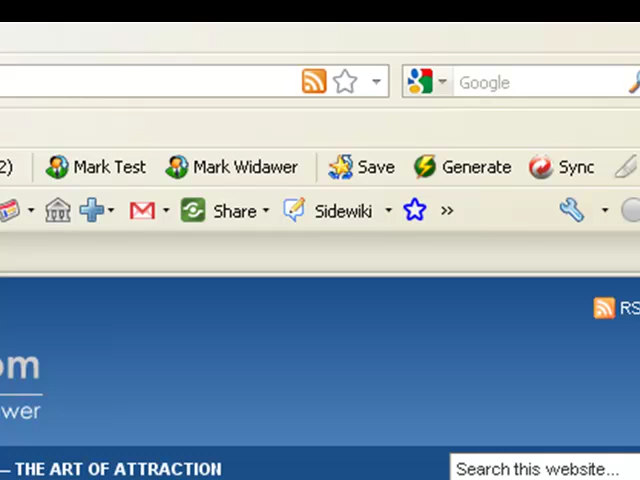 Google
2) Mark Test Mark Widawer Save Generate Sync
Share Sidewiki »
RS
om
wer
– THE ART OF ATTRACTION
Search this website...